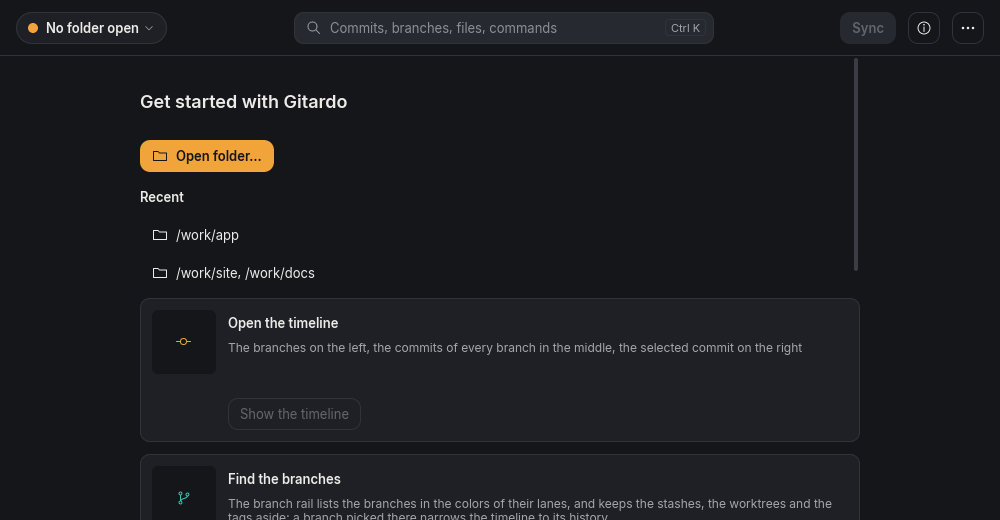 No folder open
Commits, branches, files, commands
Ctrl K
Sync
Get started with Gitardo
Open folder...
Recent
/work/app
/work/site, /work/docs
Open the timeline
The branches on the left, the commits of every branch in the middle, the selected commit on the right
Show the timeline
Find the branches
The branch rail lists the branches in the colors of their lanes, and keeps the stashes, the worktrees and the
tags aside; a branch picked there narrows the timeline to its history